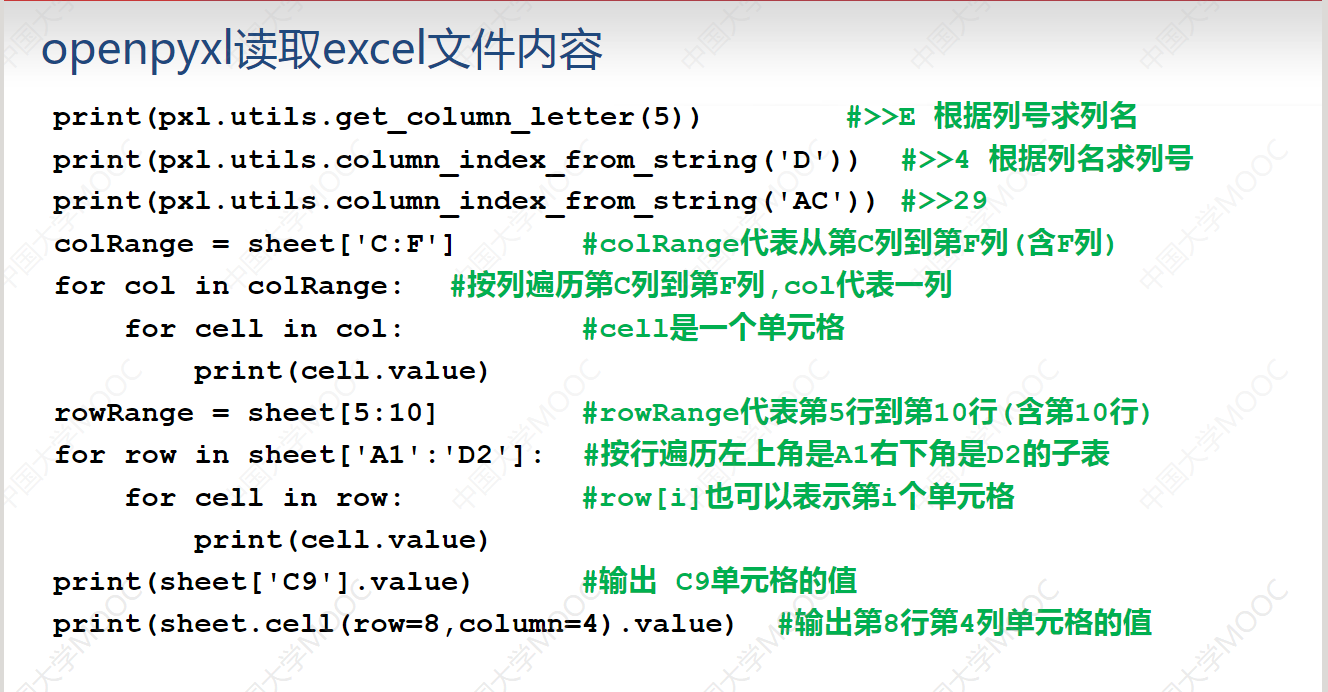 openpyxl读取excel文件内容
print(pxl.utils.get_column_letter(5)) #>>E 根据列号求列名
print(pxl.utils.column_index_from_string('D')) #>>4 根据列名求列号
print(pxl.utils.column_index_from_string('AC')) #>>29
colRange = sheet['C:F'] #colRange代表从第C列到第F列(含F列)
for col in colRange: #按列遍历第C列到第F列,col代表一列
    for cell in col: #cell是一个单元格
        print(cell.value)
rowRange = sheet[5:10] #rowRange代表第5行到第10行(含第10行)
for row in sheet['A1':'D2']: #按行遍历左上角是A1右下角是D2的子表
    for cell in row: #row[i]也可以表示第i个单元格
        print(cell.value)
print(sheet['C9'].value) #输出 C9单元格的值
print(sheet.cell(row=8,column=4).value) #输出第8行第4列单元格的值
中国大学MOOC